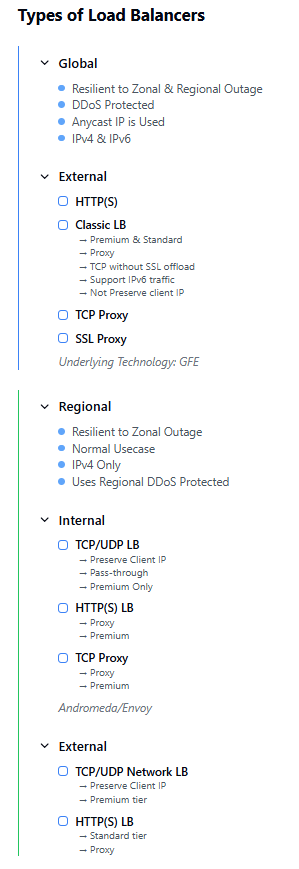 Types of Load Balancers
Global
Resilient to Zonal & Regional Outage
DDoS Protected
Anycast IP is Used
IPv4 & IPv6
External
HTTP(S)
Classic LB
→ Premium & Standard
→ Proxy
→ TCP without SSL offload
→ Support IPv6 traffic
→ Not Preserve client IP
TCP Proxy
SSL Proxy
Underlying Technology: GFE
Regional
Resilient to Zonal Outage
Normal Usecase
IPv4 Only
Uses Regional DDoS Protected
Internal
TCP/UDP LB
→ Preserve Client IP
→ Pass-through
→ Premium Only
HTTP(S) LB
→ Proxy
→ Premium
TCP Proxy
→ Proxy
→ Premium
Andromeda/Envoy
External
TCP/UDP Network LB
→ Preserve Client IP
→ Premium tier
HTTP(S) LB
→ Standard tier
→ Proxy